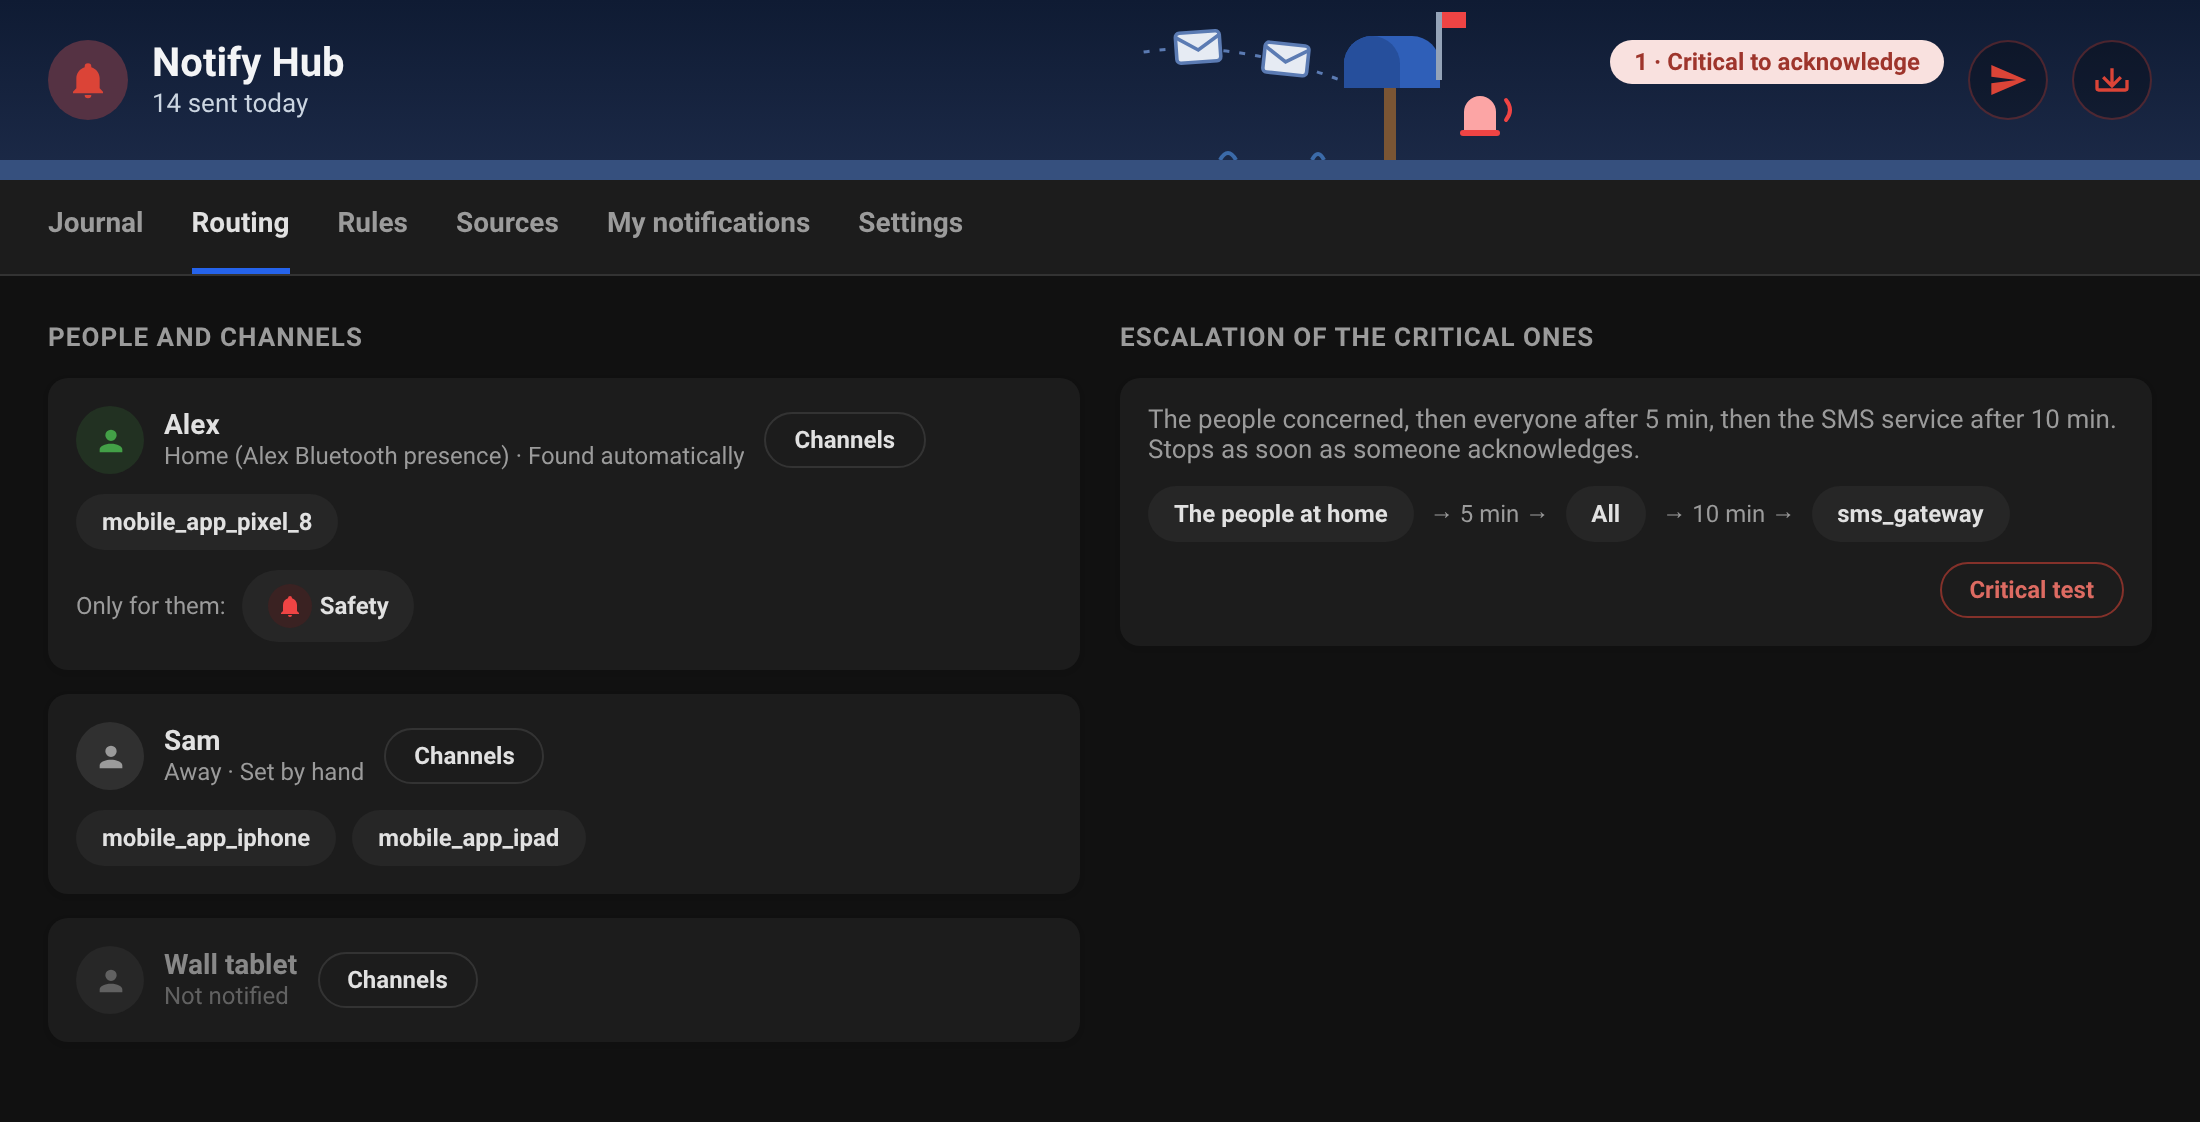 Notify Hub
14 sent today
1 · Critical to acknowledge
Journal
Routing
Rules
Sources
My notifications
Settings
PEOPLE AND CHANNELS
Alex
Home (Alex Bluetooth presence) · Found automatically
Channels
mobile_app_pixel_8
Only for them:
Safety
Sam
Away · Set by hand
Channels
mobile_app_iphone
mobile_app_ipad
Wall tablet
Not notified
Channels
ESCALATION OF THE CRITICAL ONES
The people concerned, then everyone after 5 min, then the SMS service after 10 min.
Stops as soon as someone acknowledges.
The people at home → 5 min → All → 10 min → sms_gateway
Critical test